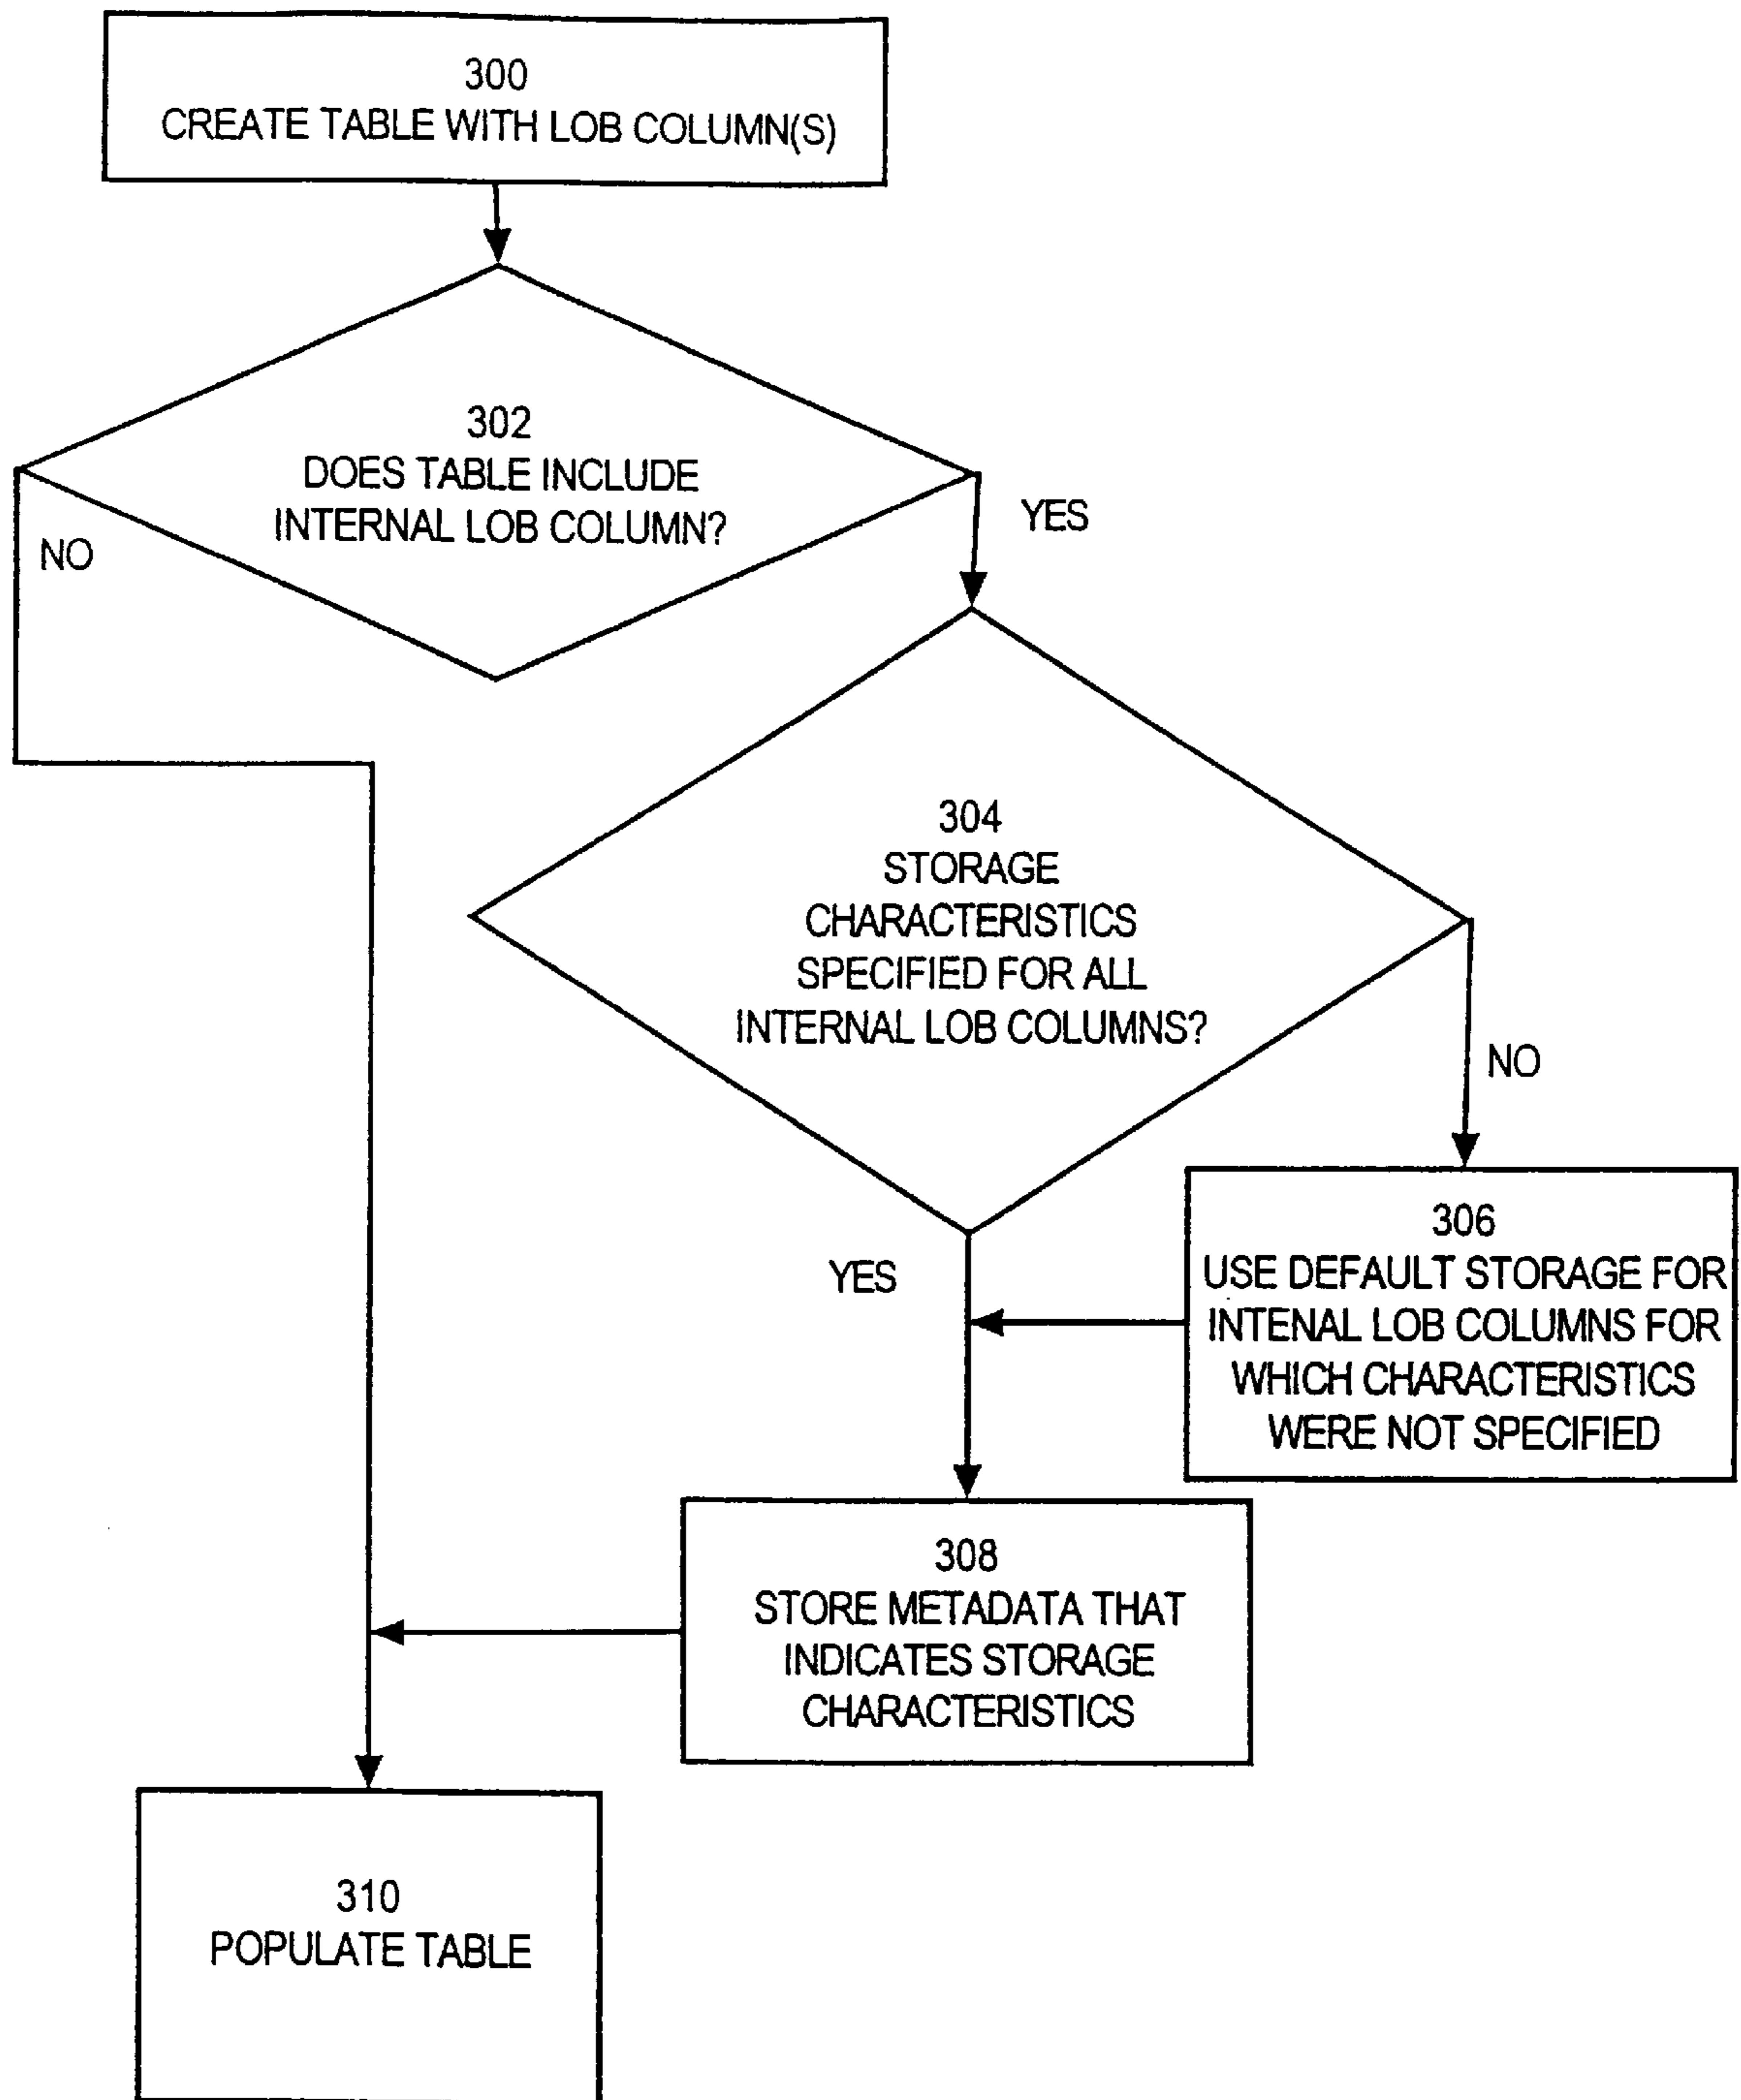 300
CREATE TABLE WITH LOB COLUMN(S)
302
DOES TABLE INCLUDE
INTERNAL LOB COLUMN?
NO
YES
304
STORAGE
CHARACTERISTICS
SPECIFIED FOR ALL
INTERNAL LOB COLUMNS?
NO
YES
306
USE DEFAULT STORAGE FOR
INTENAL LOB COLUMNS FOR
WHICH CHARACTERISTICS
WERE NOT SPECIFIED
308
STORE METADATA THAT
INDICATES STORAGE
CHARACTERISTICS
310
POPULATE TABLE